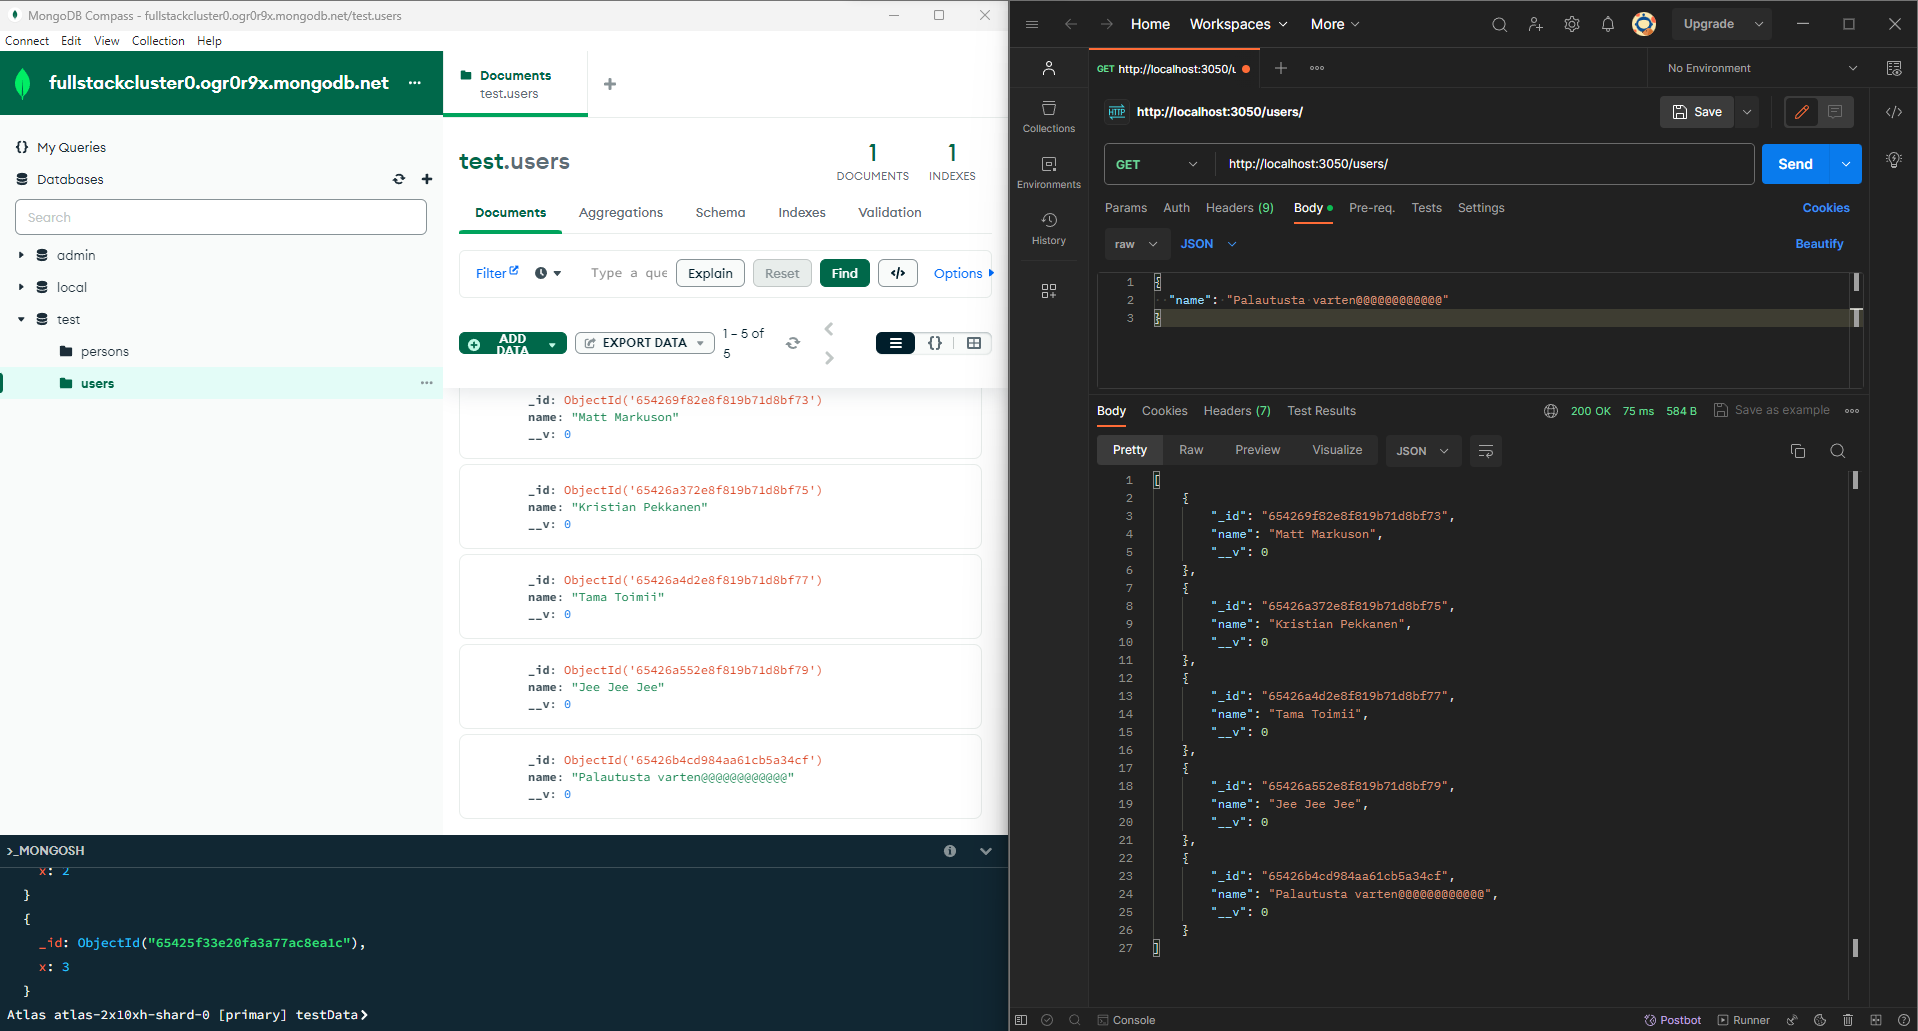 MongoDB Compass - fullstackcluster0.ogr0r9x.mongodb.net/test.users
Connect Edit View Collection Help
fullstackcluster0.ogr0r9x.mongodb.net ...
{} My Queries
Databases
Search
admin
local
test
persons
users ...
Documents
test.users
test.users
1
DOCUMENTS
1
INDEXES
Documents Aggregations Schema Indexes Validation
Filter Type a que Explain Reset Find </> Options
ADD DATA EXPORT DATA 1 – 5 of 5 {}
_id: ObjectId('654269f82e8f819b71d8bf73')
name: "Matt Markuson"
__v: 0
_id: ObjectId('65426a372e8f819b71d8bf75')
name: "Kristian Pekkanen"
__v: 0
_id: ObjectId('65426a4d2e8f819b71d8bf77')
name: "Tama Toimii"
__v: 0
_id: ObjectId('65426a552e8f819b71d8bf79')
name: "Jee Jee Jee"
__v: 0
_id: ObjectId('65426b4cd984aa61cb5a34cf')
name: "Palautusta varten@@@@@@@@@@@@"
__v: 0
>_MONGOSH
x: 2
}
{
_id: ObjectId("65425f33e20fa3a77ac8ea1c"),
x: 3
}
Atlas atlas-2x10xh-shard-0 [primary] testData>
Home Workspaces More Upgrade
GET http://localhost:3050/u No Environment
HTTP http://localhost:3050/users/ Save </>
Collections
Environments
History
GET http://localhost:3050/users/ Send
Params Auth Headers (9) Body Pre-req. Tests Settings Cookies
raw JSON Beautify
1 {
2 "name": "Palautusta varten@@@@@@@@@@@@"
3 }
Body Cookies Headers (7) Test Results 200 OK 75 ms 584 B Save as example
Pretty Raw Preview Visualize JSON
1 [
2 {
3 "_id": "654269f82e8f819b71d8bf73",
4 "name": "Matt Markuson",
5 "__v": 0
6 },
7 {
8 "_id": "65426a372e8f819b71d8bf75",
9 "name": "Kristian Pekkanen",
10 "__v": 0
11 },
12 {
13 "_id": "65426a4d2e8f819b71d8bf77",
14 "name": "Tama Toimii",
15 "__v": 0
16 },
17 {
18 "_id": "65426a552e8f819b71d8bf79",
19 "name": "Jee Jee Jee",
20 "__v": 0
21 },
22 {
23 "_id": "65426b4cd984aa61cb5a34cf",
24 "name": "Palautusta varten@@@@@@@@@@@@",
25 "__v": 0
26 }
27 ]
Console Postbot Runner